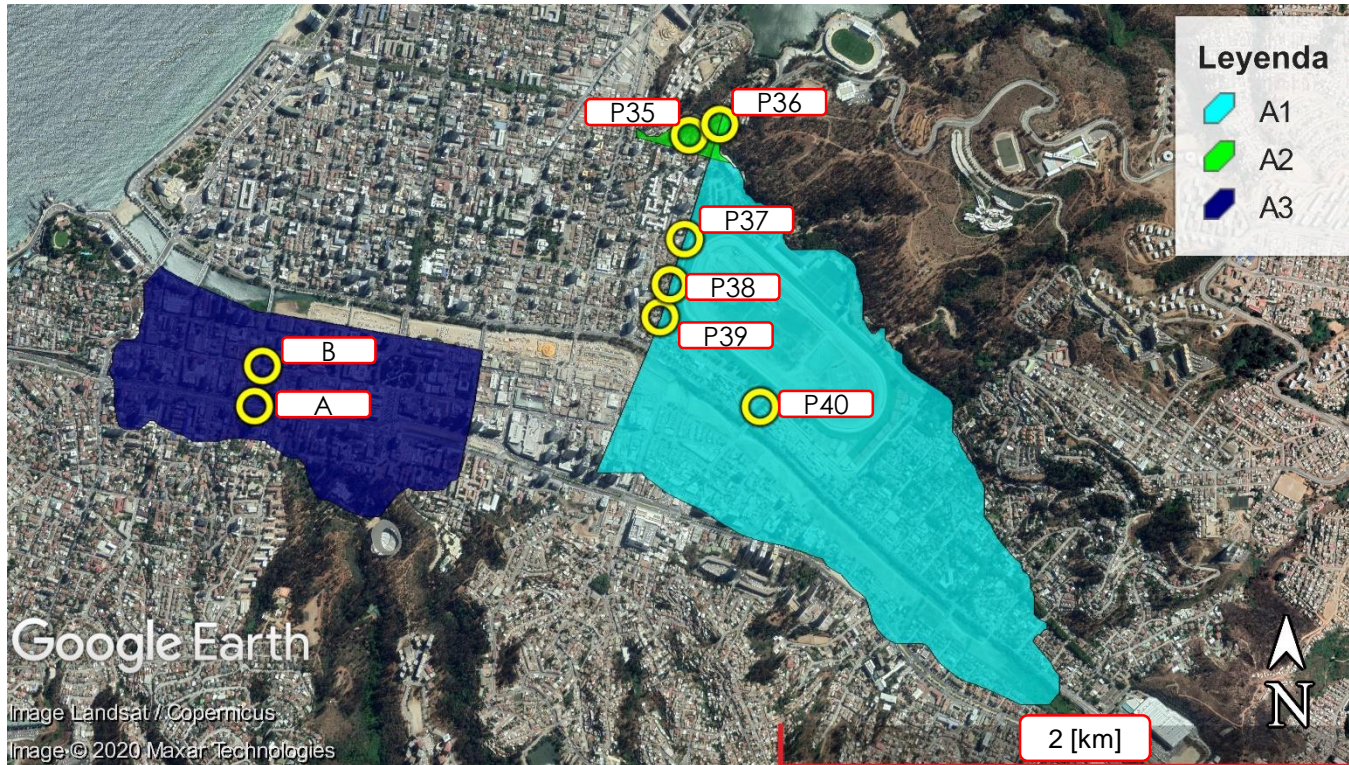 Leyenda
A1
A2
A3
P35
P36
P37
P38
P39
P40
B
A
Google Earth
Image Landsat / Copernicus
Image © 2020 Maxar Technologies
2 [km]
N